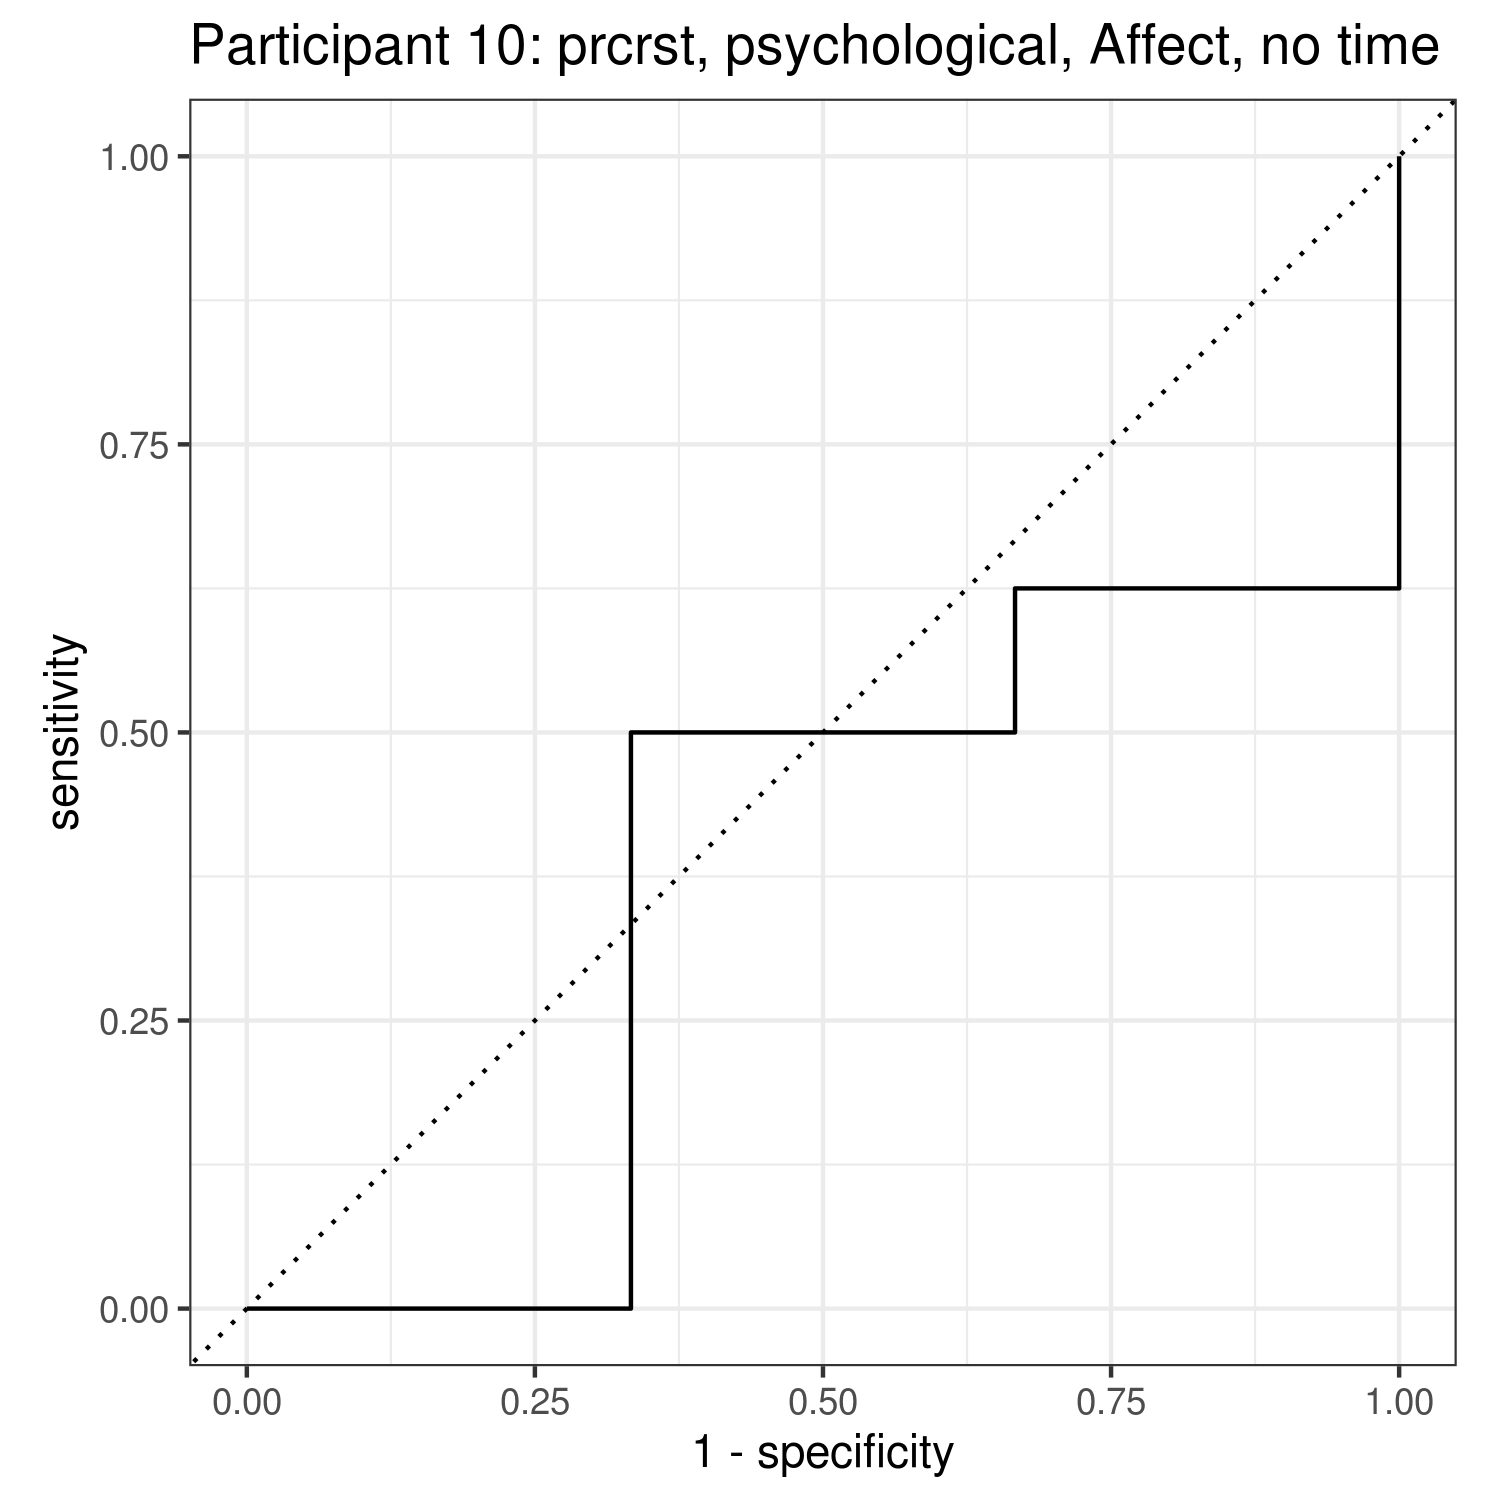 Participant 10: prcrst, psychological, Affect, no time
1.00
0.75
0.50
0.25
0.00
sensitivity
0.00 0.25 0.50 0.75 1.00
1 - specificity